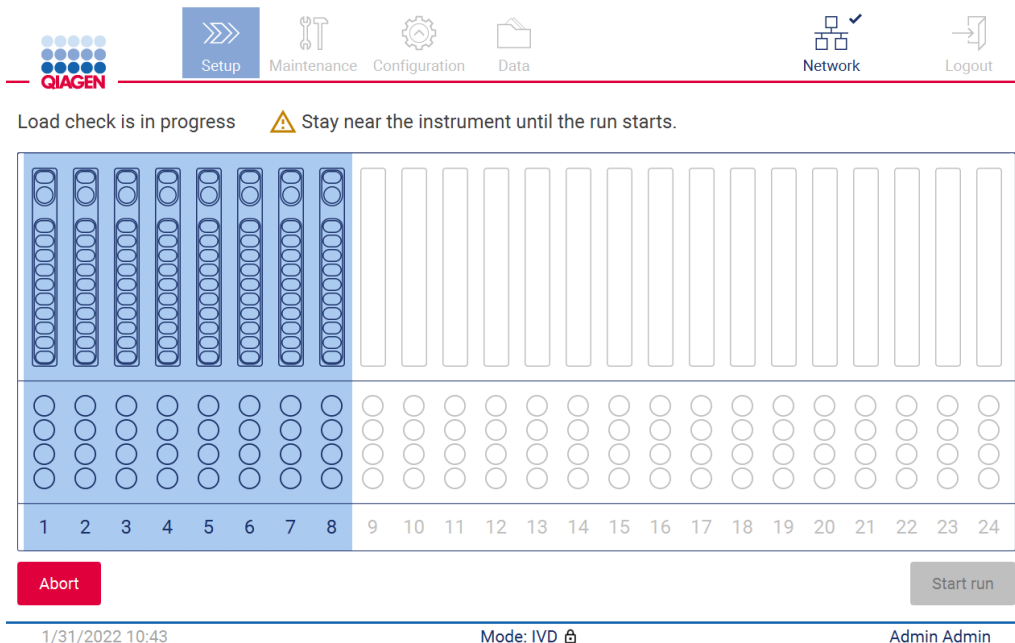 QIAGEN
Setup Maintenance Configuration Data Network Logout
Load check is in progress Stay near the instrument until the run starts.
1 2 3 4 5 6 7 8 9 10 11 12 13 14 15 16 17 18 19 20 21 22 23 24
Abort Start run
1/31/2022 10:43 Mode: IVD Admin Admin